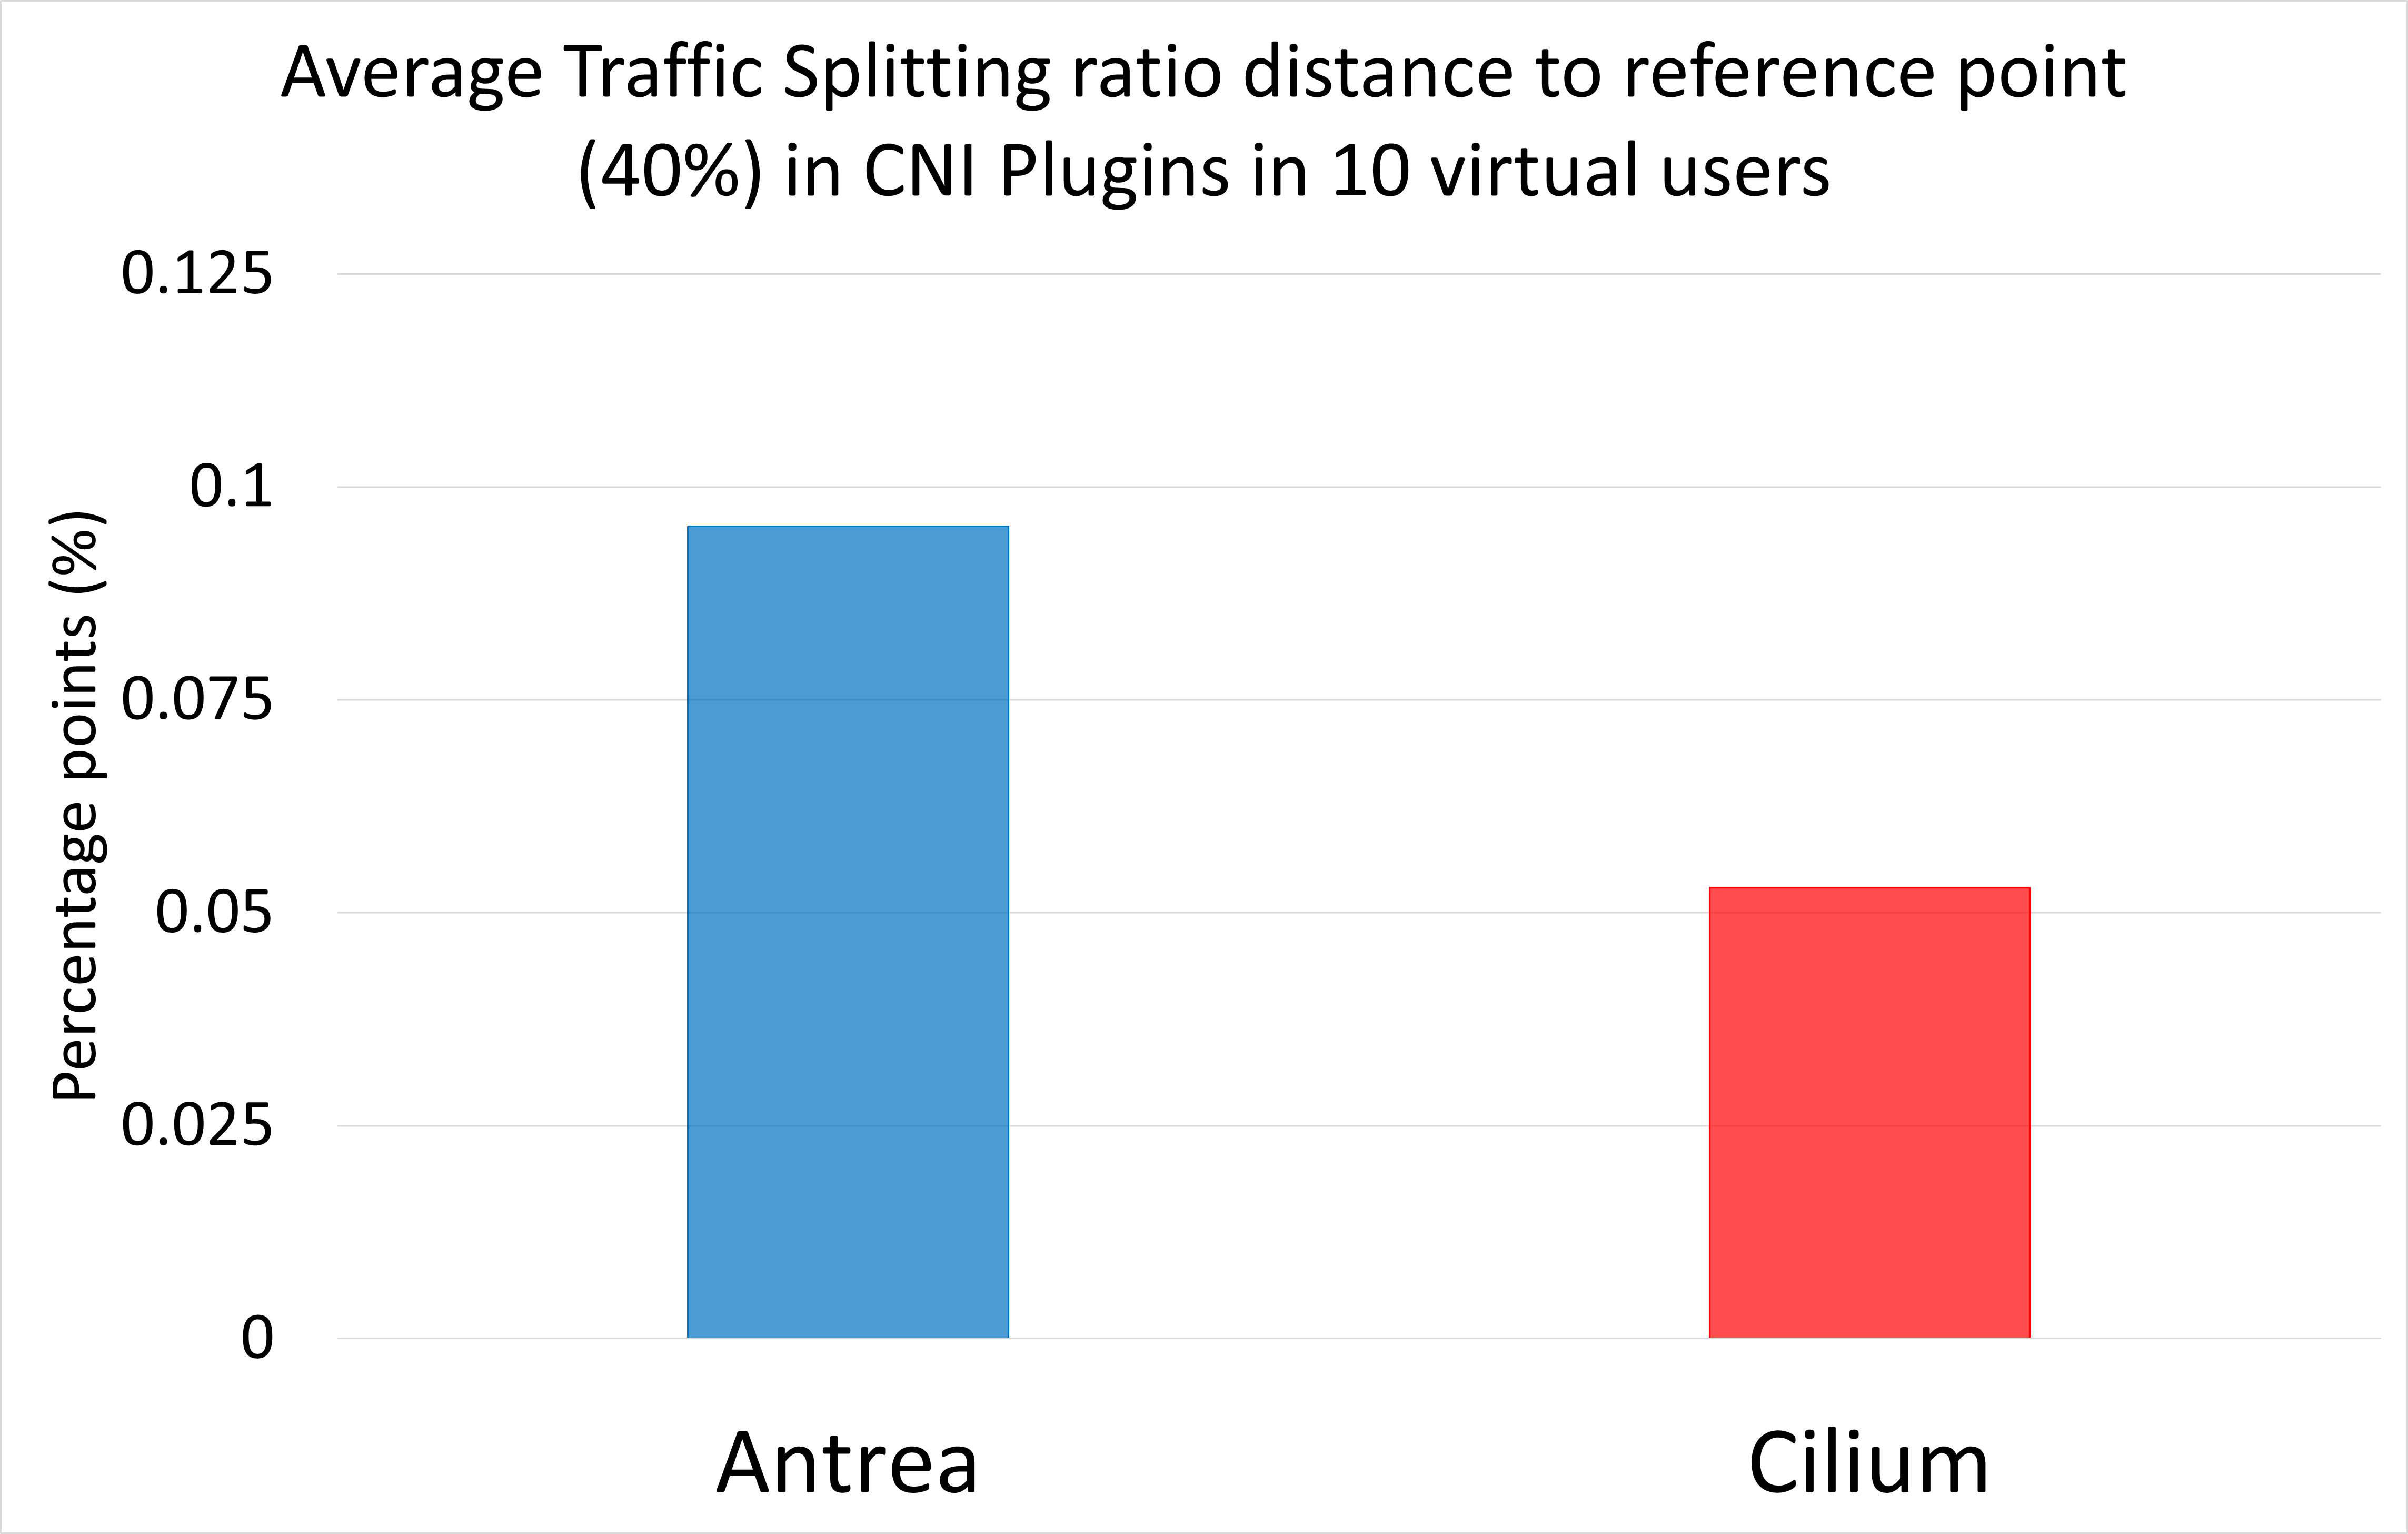 Average Traffic Splitting ratio distance to reference point
(40%) in CNI Plugins in 10 virtual users
Percentage points (%)
0.125
0.1
0.075
0.05
0.025
0
Antrea
Cilium